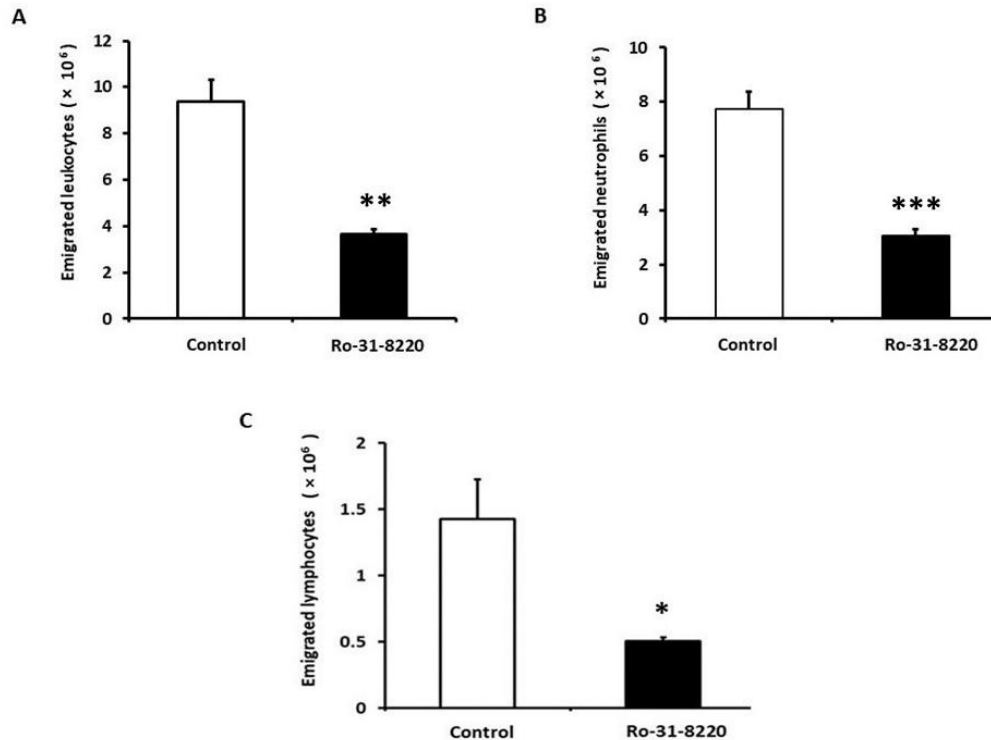 A
Emigrated leukocytes ( × 10⁶ )
12
10
8
6
4
2
0
**
Control
Ro-31-8220
B
Emigrated neutrophils ( × 10 ⁶ )
10
8
6
4
2
0
***
Control
Ro-31-8220
C
Emigrated lymphocytes ( × 10⁶ )
2
1.5
1
0.5
0
*
Control
Ro-31-8220